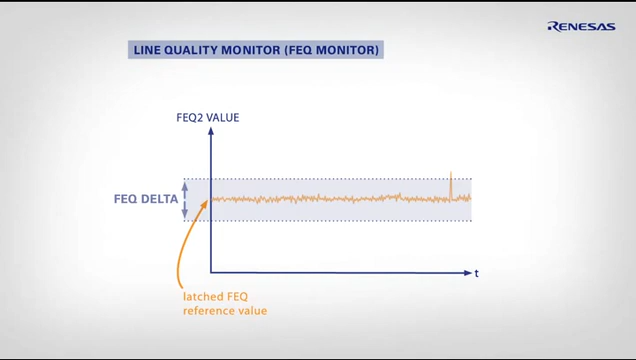 RENESAS
LINE QUALITY MONITOR (FEQ MONITOR)
FEQ2 VALUE
FEQ DELTA
t
latched FEQ
reference value